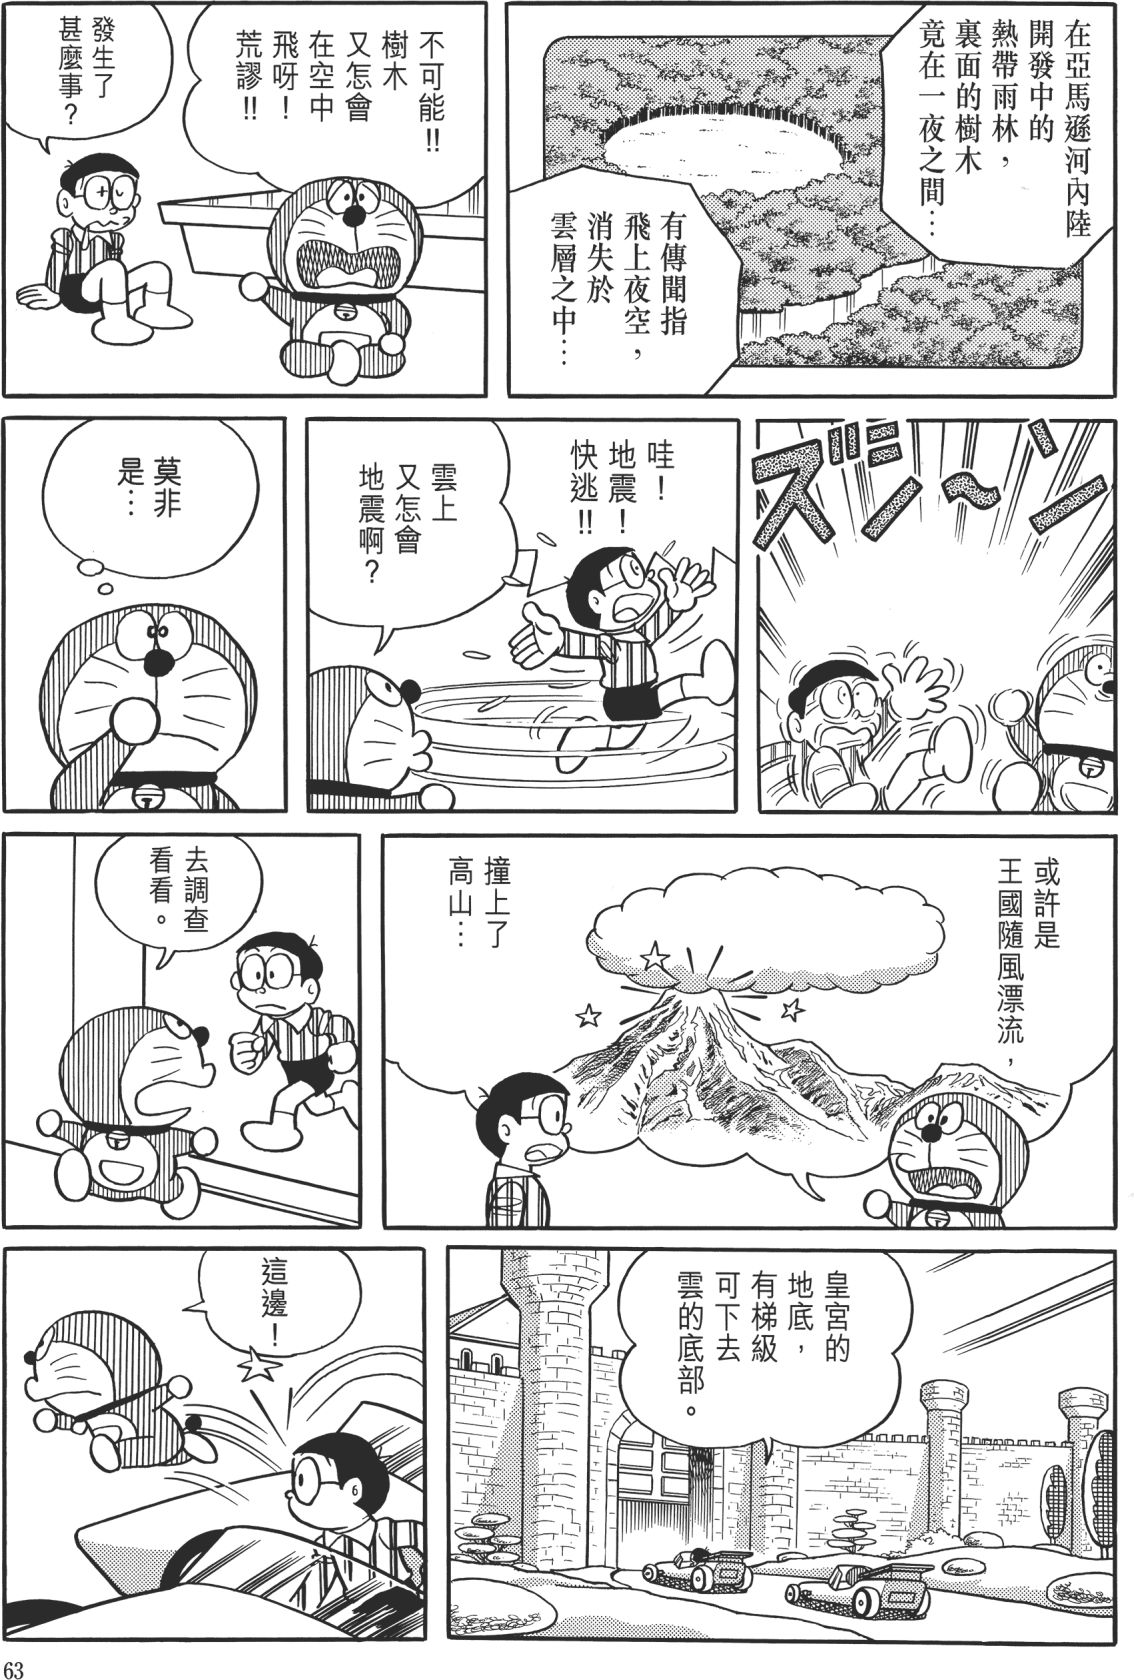 在亞馬遜河內陸
開發中的
熱帶雨林，
裏面的樹木
竟在一夜之間…
有傳聞指
飛上夜空，
消失於
雲層之中…
不可能!!
樹木
又怎會
在空中
飛呀！
荒謬!!
發生了
甚麼事？
ズズン〜ン
哇！
地震！
快逃!!
雲上
又怎會
地震啊？
莫非
是…
或許是
王國隨風漂流，
撞上了
高山…
去調查
看看。
皇宮的
地底，
有梯級
可下去
雲的底部。
這邊！
63